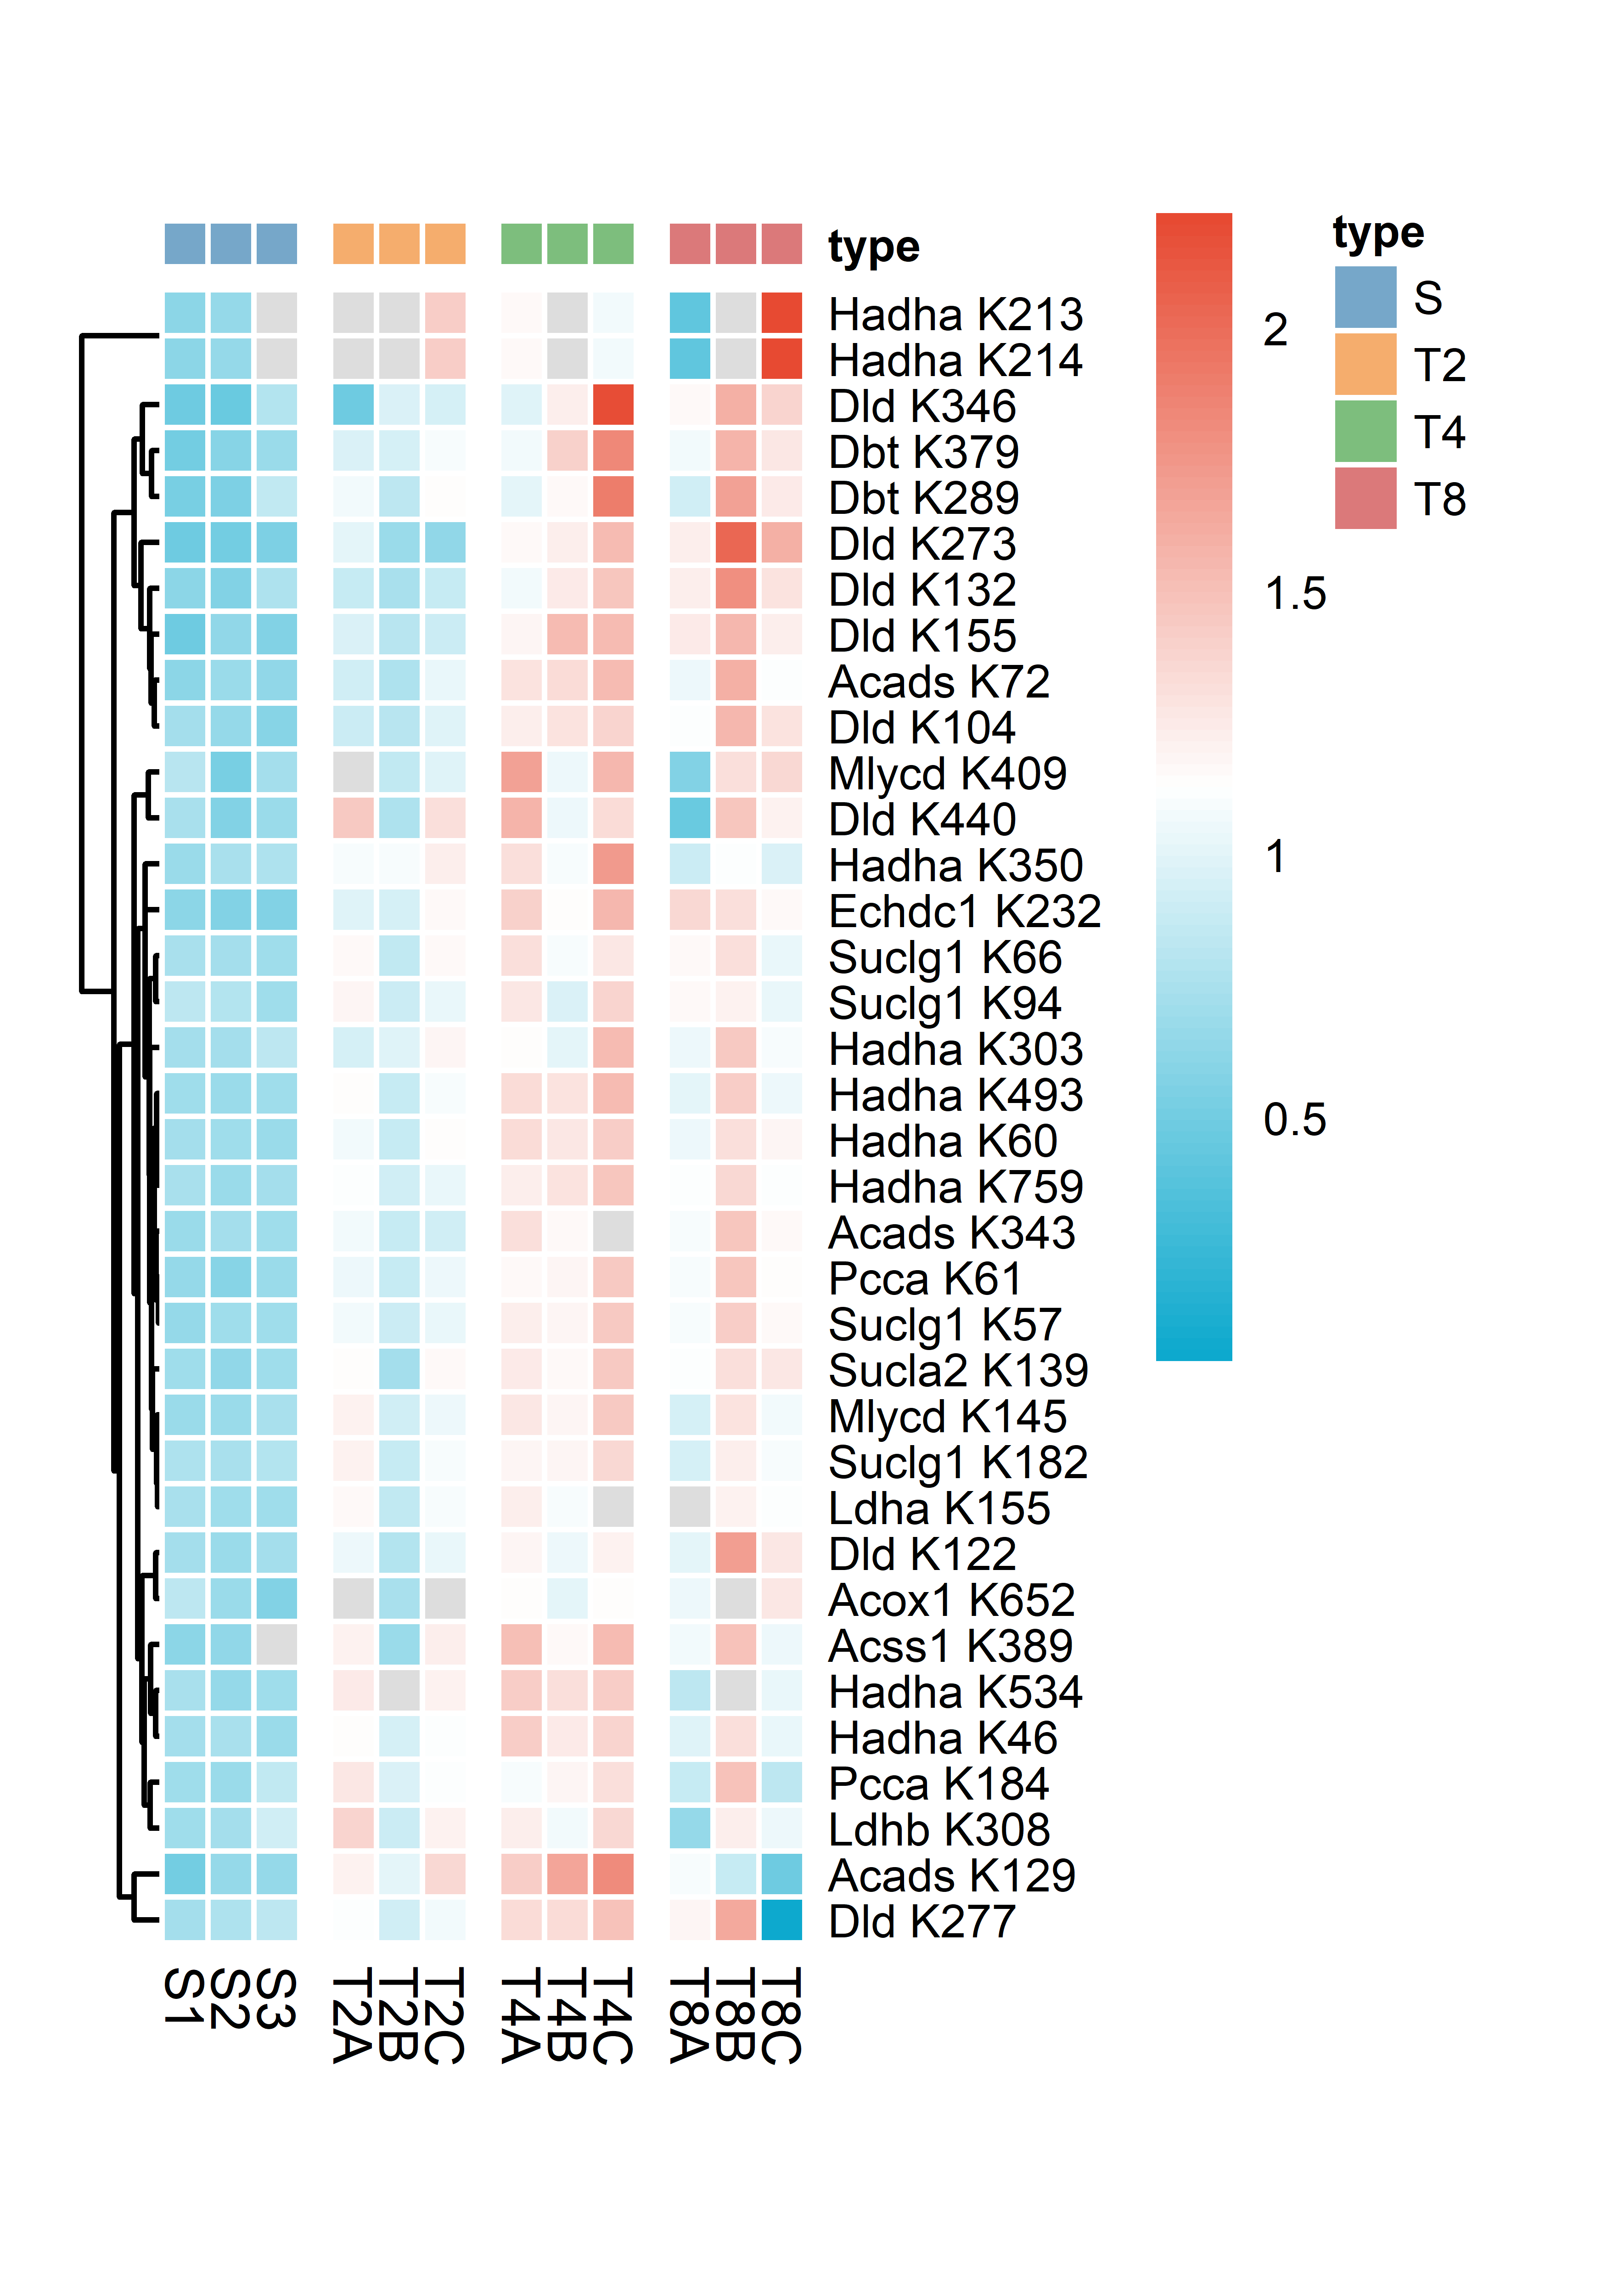 type
Hadha K213
Hadha K214
Dld K346
Dbt K379
Dbt K289
Dld K273
Dld K132
Dld K155
Acads K72
Dld K104
Mlycd K409
Dld K440
Hadha K350
Echdc1 K232
Suclg1 K66
Suclg1 K94
Hadha K303
Hadha K493
Hadha K60
Hadha K759
Acads K343
Pcca K61
Suclg1 K57
Sucla2 K139
Mlycd K145
Suclg1 K182
Ldha K155
Dld K122
Acox1 K652
Acss1 K389
Hadha K534
Hadha K46
Pcca K184
Ldhb K308
Acads K129
Dld K277
S1
S2
S3
T2A
T2B
T2C
T4A
T4B
T4C
T8A
T8B
T8C
2
1.5
1
0.5
type
S
T2
T4
T8